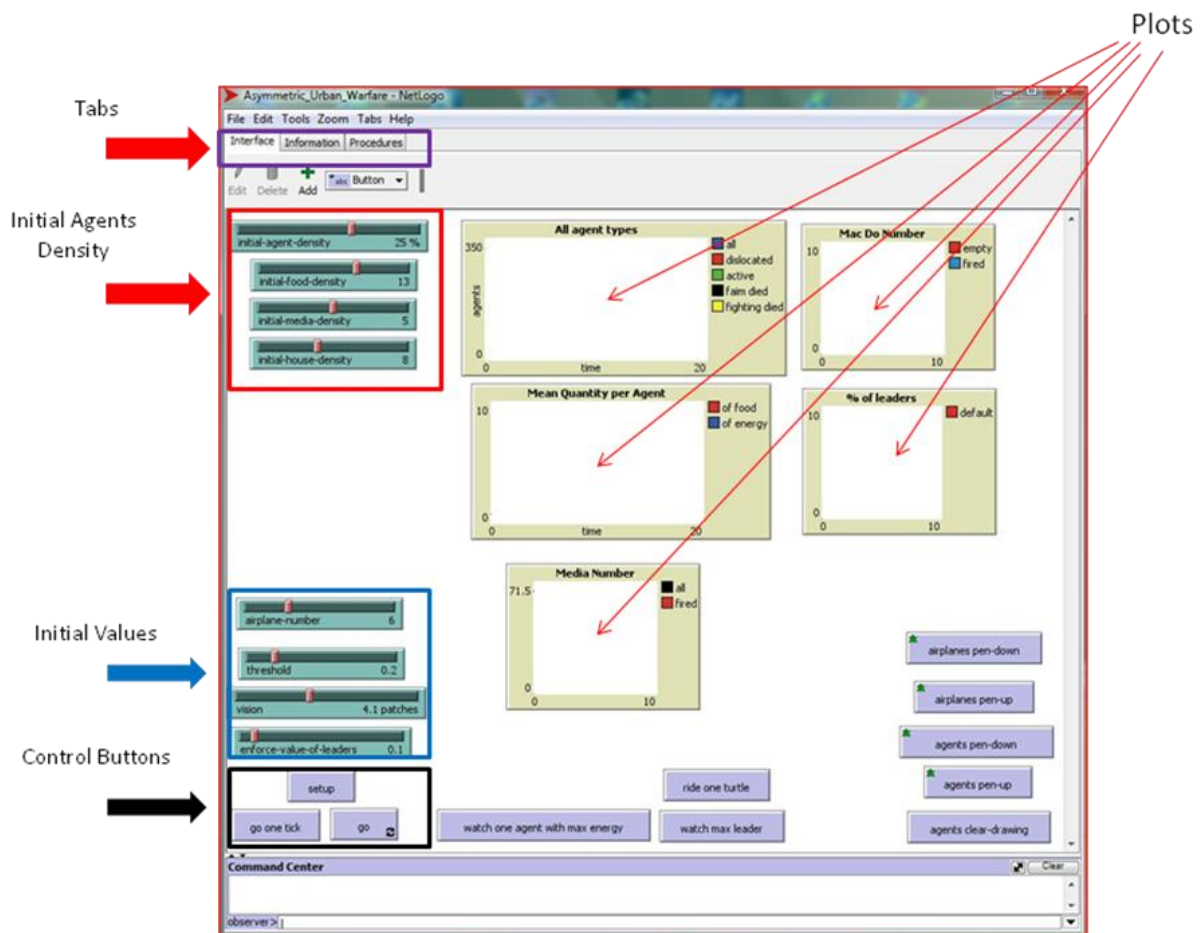 Plots
Tabs
Initial Agents
Density
Initial Values
Control Buttons
Asymmetric_Urban_Warfare - NetLogo
File Edit Tools Zoom Tabs Help
Interface Information Procedures
Edit Delete Add abc Button
initial-agent-density 25 %
initial-food-density 13
initial-media-density 5
initial-house-density 8
All agent types
350
agents
0
0 time 20
all
dislocated
active
faim died
fighting died
Mac Do Number
10
0
0 10
empty
fired
Mean Quantity per Agent
10
0
0 time 20
of food
of energy
% of leaders
10
0
0 10
default
Media Number
71.5
0
0 10
all
fired
airplane-number 6
threshold 0.2
vision 4.1 patches
enforce-value-of-leaders 0.1
setup
go one tick go
watch one agent with max energy
ride one turtle
watch max leader
airplanes pen-down
airplanes pen-up
agents pen-down
agents pen-up
agents clear-drawing
Command Center Clear
observer>